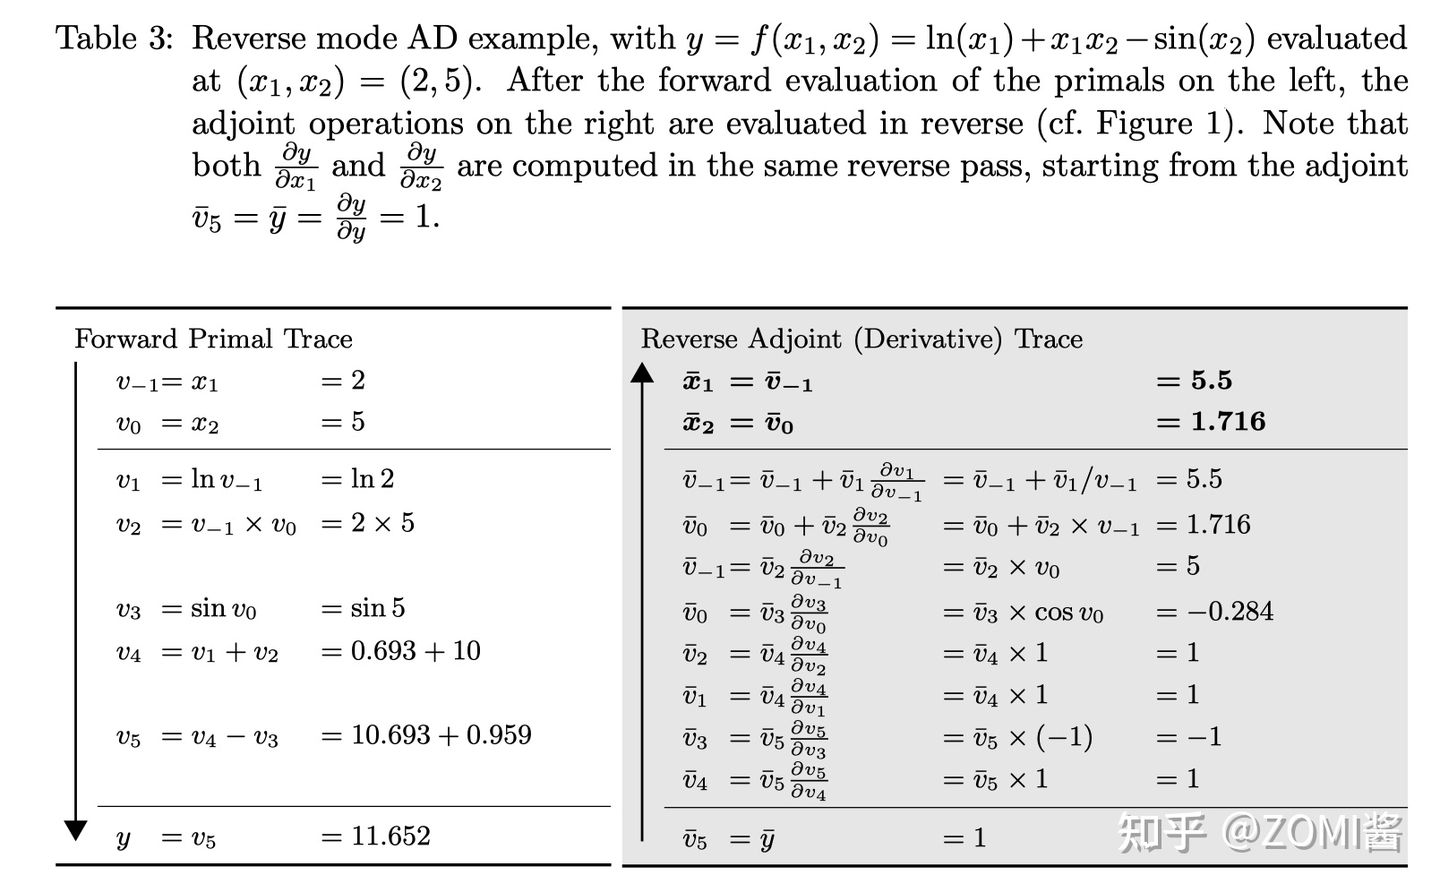 Table 3: Reverse mode AD example, with y = f(x₁, x₂) = ln(x₁) + x₁x₂ − sin(x₂) evaluated
at (x₁, x₂) = (2, 5). After the forward evaluation of the primals on the left, the
adjoint operations on the right are evaluated in reverse (cf. Figure 1). Note that
both ∂y/∂x₁ and ∂y/∂x₂ are computed in the same reverse pass, starting from the adjoint
v̄₅ = ȳ = ∂y/∂y = 1.
Forward Primal Trace
v₋₁ = x₁ = 2
v₀ = x₂ = 5
v₁ = ln v₋₁ = ln 2
v₂ = v₋₁ × v₀ = 2 × 5
v₃ = sin v₀ = sin 5
v₄ = v₁ + v₂ = 0.693 + 10
v₅ = v₄ − v₃ = 10.693 + 0.959
y = v₅ = 11.652
Reverse Adjoint (Derivative) Trace
x̄₁ = v̄₋₁ = 5.5
x̄₂ = v̄₀ = 1.716
v̄₋₁ = v̄₋₁ + v̄₁ ∂v₁/∂v₋₁ = v̄₋₁ + v̄₁/v₋₁ = 5.5
v̄₀ = v̄₀ + v̄₂ ∂v₂/∂v₀ = v̄₀ + v̄₂ × v₋₁ = 1.716
v̄₋₁ = v̄₂ ∂v₂/∂v₋₁ = v̄₂ × v₀ = 5
v̄₀ = v̄₃ ∂v₃/∂v₀ = v̄₃ × cos v₀ = −0.284
v̄₂ = v̄₄ ∂v₄/∂v₂ = v̄₄ × 1 = 1
v̄₁ = v̄₄ ∂v₄/∂v₁ = v̄₄ × 1 = 1
v̄₃ = v̄₅ ∂v₅/∂v₃ = v̄₅ × (−1) = −1
v̄₄ = v̄₅ ∂v₅/∂v₄ = v̄₅ × 1 = 1
v̄₅ = ȳ = 1
知乎 @ZOMI酱